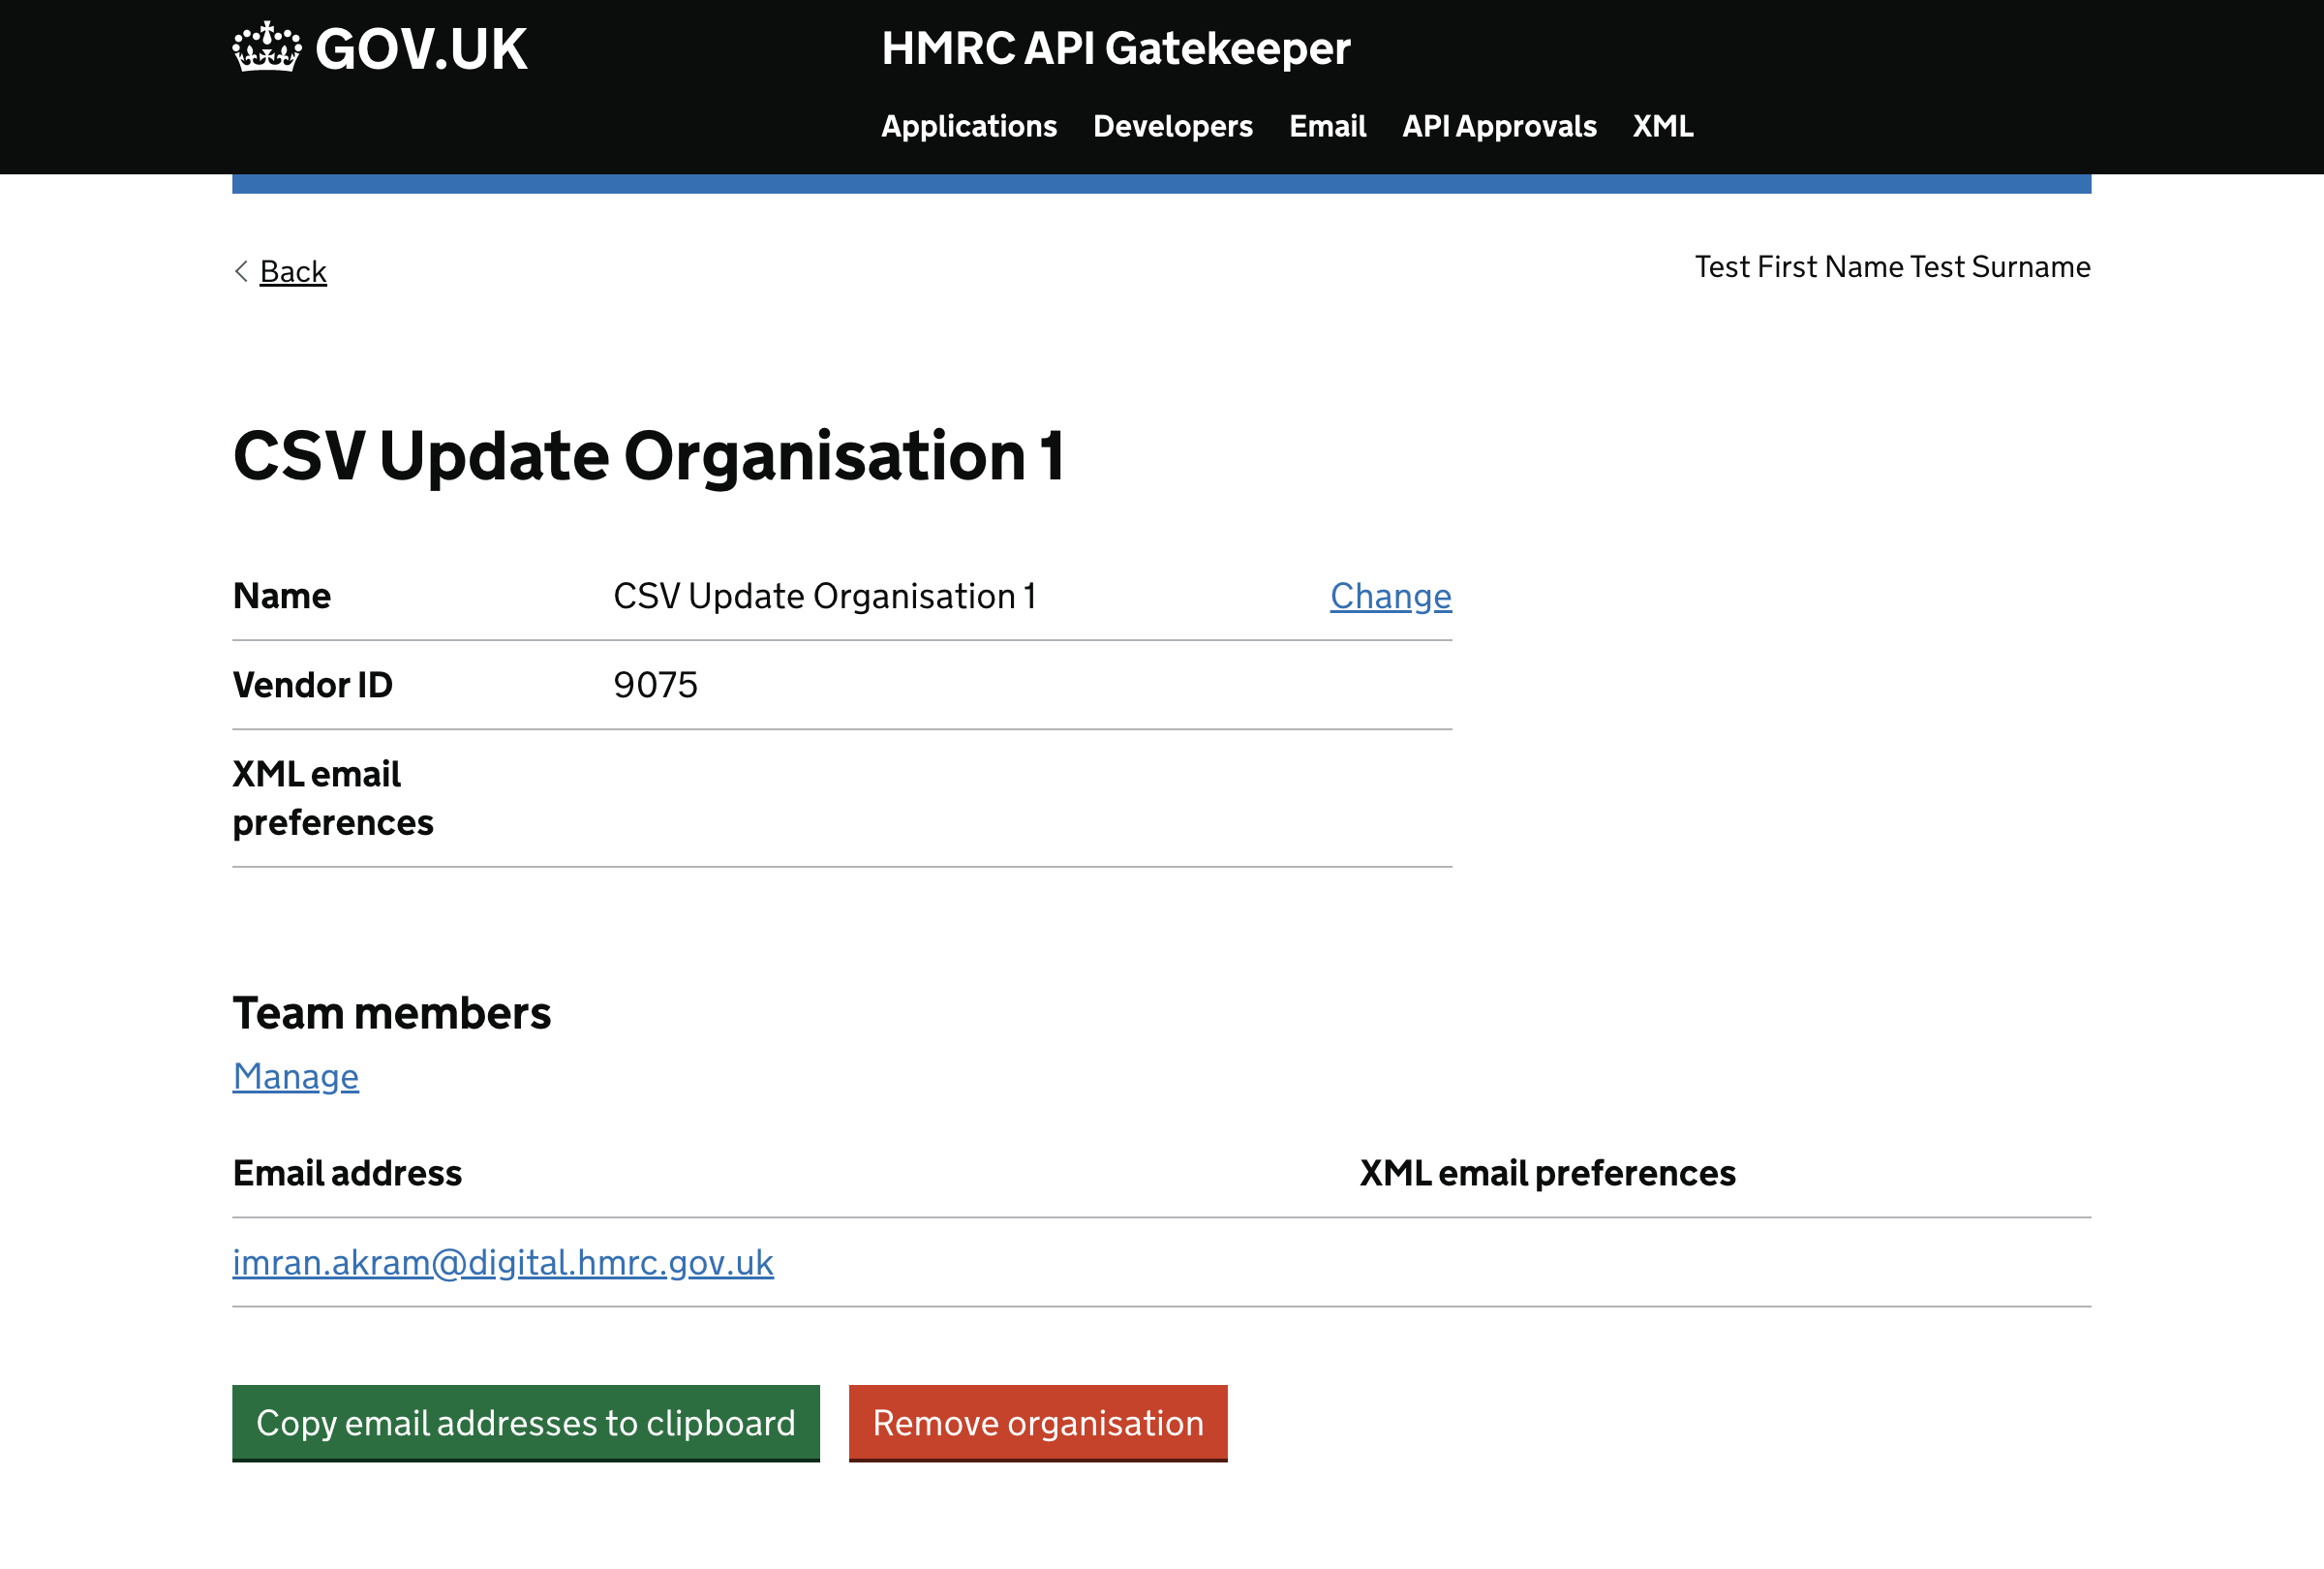 GOV.UK
HMRC API Gatekeeper
Applications Developers Email API Approvals XML
Back
Test First Name Test Surname
CSV Update Organisation 1
Name CSV Update Organisation 1 Change
Vendor ID 9075
XML email
preferences
Team members
Manage
Email address XML email preferences
imran.akram@digital.hmrc.gov.uk
Copy email addresses to clipboard Remove organisation